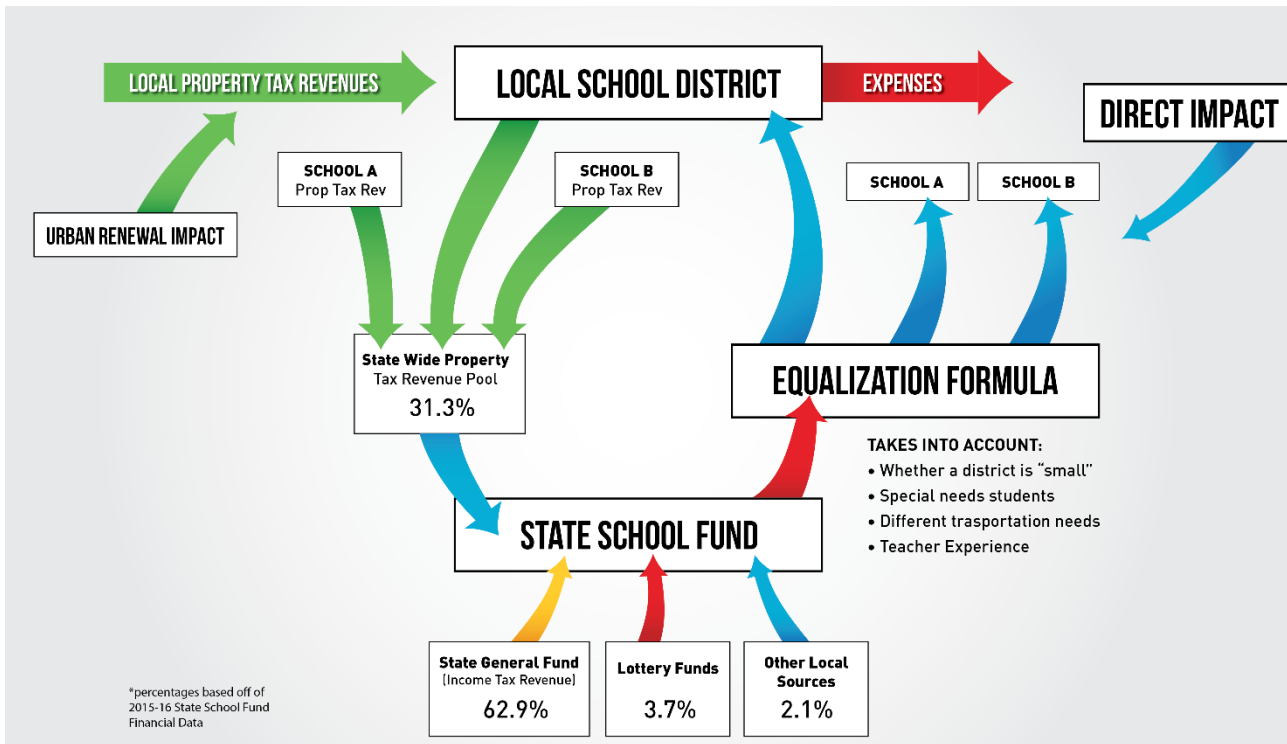 LOCAL PROPERTY TAX REVENUES
LOCAL SCHOOL DISTRICT
EXPENSES
DIRECT IMPACT
SCHOOL A
Prop Tax Rev
SCHOOL B
Prop Tax Rev
SCHOOL A
SCHOOL B
URBAN RENEWAL IMPACT
State Wide Property
Tax Revenue Pool
31.3%
EQUALIZATION FORMULA
TAKES INTO ACCOUNT:
• Whether a district is “small”
• Special needs students
• Different trasportation needs
• Teacher Experience
STATE SCHOOL FUND
State General Fund
(Income Tax Revenue)
62.9%
Lottery Funds
3.7%
Other Local
Sources
2.1%
*percentages based off of
2015-16 State School Fund
Financial Data